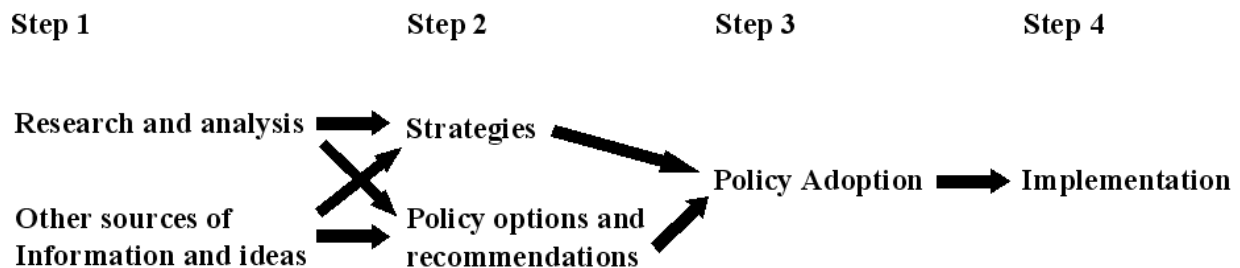 Step 1
Step 2
Step 3
Step 4
Research and analysis
Strategies
Policy Adoption
Implementation
Other sources of
Information and ideas
Policy options and
recommendations